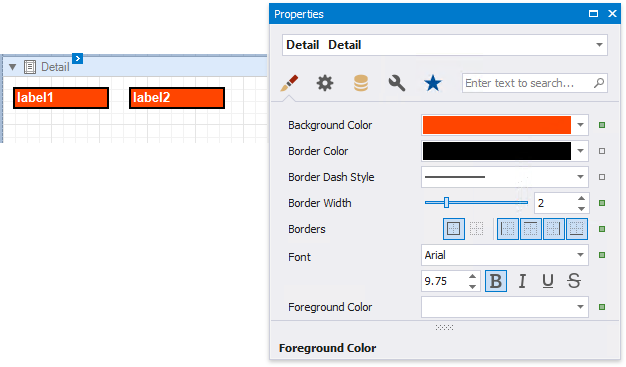 Properties
Detail Detail
Detail
label1 label2
Enter text to search...
Background Color
Border Color
Border Dash Style
Border Width 2
Borders
Font Arial
9.75 B I U S
Foreground Color
Foreground Color